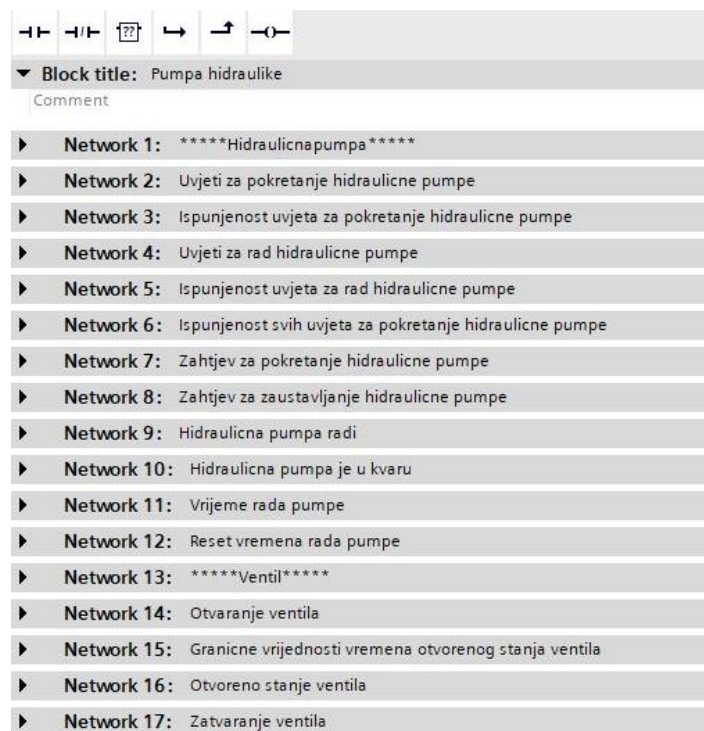 ??
Block title: Pumpa hidraulike
Comment
Network 1: *****Hidraulicnapumpa*****
Network 2: Uvjeti za pokretanje hidraulicne pumpe
Network 3: Ispunjenost uvjeta za pokretanje hidraulicne pumpe
Network 4: Uvjeti za rad hidraulicne pumpe
Network 5: Ispunjenost uvjeta za rad hidraulicne pumpe
Network 6: Ispunjenost svih uvjeta za pokretanje hidraulicne pumpe
Network 7: Zahtjev za pokretanje hidraulicne pumpe
Network 8: Zahtjev za zaustavljanje hidraulicne pumpe
Network 9: Hidraulicna pumpa radi
Network 10: Hidraulicna pumpa je u kvaru
Network 11: Vrijeme rada pumpe
Network 12: Reset vremena rada pumpe
Network 13: *****Ventil*****
Network 14: Otvaranje ventila
Network 15: Granicne vrijednosti vremena otvorenog stanja ventila
Network 16: Otvoreno stanje ventila
Network 17: Zatvaranje ventila